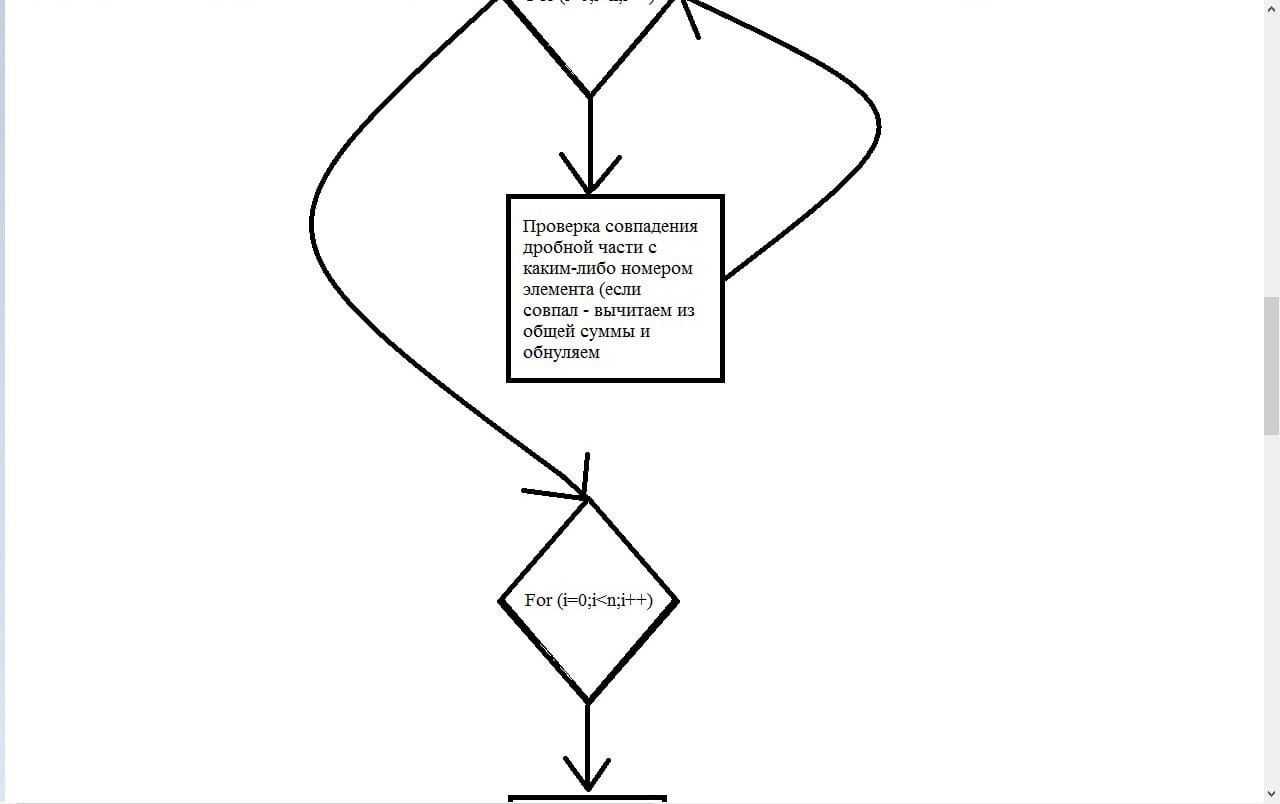 Проверка совпадения
дробной части с
каким-либо номером
элемента (если
совпал - вычитаем из
общей суммы и
обнуляем
For (i=0;i<n;i++)